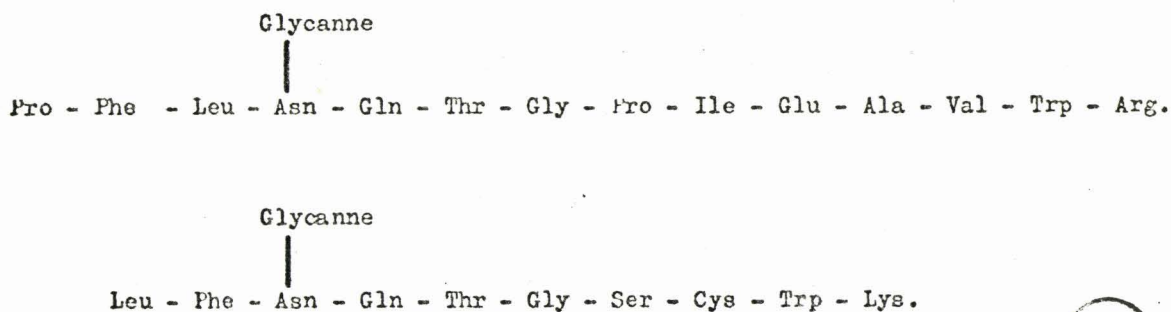 Glycanne
Pro - Phe - Leu - Asn - Gln - Thr - Gly - Pro - Ile - Glu - Ala - Val - Trp - Arg.
Glycanne
Leu - Phe - Asn - Gln - Thr - Gly - Ser - Cys - Trp - Lys.